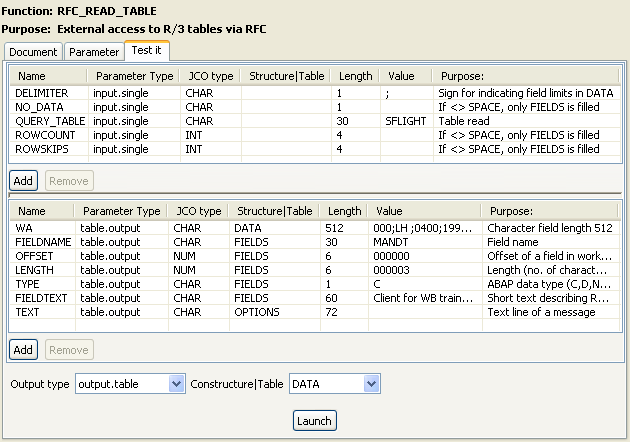 Function: RFC_READ_TABLE
Purpose: External access to R/3 tables via RFC
Document Parameter Test it
Name Parameter Type JCO type Structure|Table Length Value Purpose:
DELIMITER input.single CHAR 1 ; Sign for indicating field limits in DATA
NO_DATA input.single CHAR 1 If <> SPACE, only FIELDS is filled
QUERY_TABLE input.single CHAR 30 SFLIGHT Table read
ROWCOUNT input.single INT 4 If <> SPACE, only FIELDS is filled
ROWSKIPS input.single INT 4 If <> SPACE, only FIELDS is filled
Add Remove
Name Parameter Type JCO type Structure|Table Length Value Purpose:
WA table.output CHAR DATA 512 000;LH ;0400;199... Character field length 512
FIELDNAME table.output CHAR FIELDS 30 MANDT Field name
OFFSET table.output NUM FIELDS 6 000000 Offset of a field in work...
LENGTH table.output NUM FIELDS 6 000003 Length (no. of charact...
TYPE table.output CHAR FIELDS 1 C ABAP data type (C,D,N...
FIELDTEXT table.output CHAR FIELDS 60 Client for WB train... Short text describing R...
TEXT table.output CHAR OPTIONS 72 Text line of a message
Add Remove
Output type output.table Constructure|Table DATA
Launch